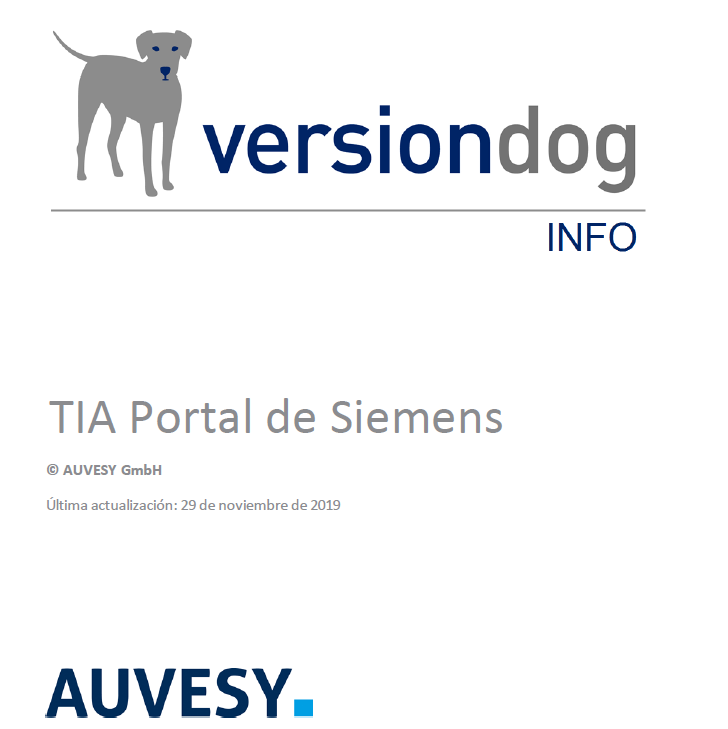 versiondog
INFO
TIA Portal de Siemens
© AUVESY GmbH
Última actualización: 29 de noviembre de 2019
AUVESY